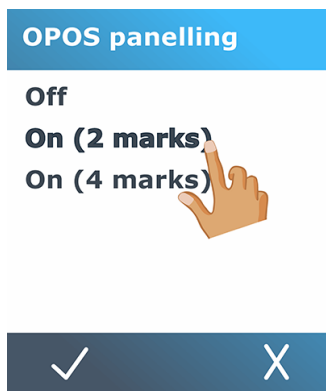 OPOS panelling
Off
On (2 marks)
On (4 marks)